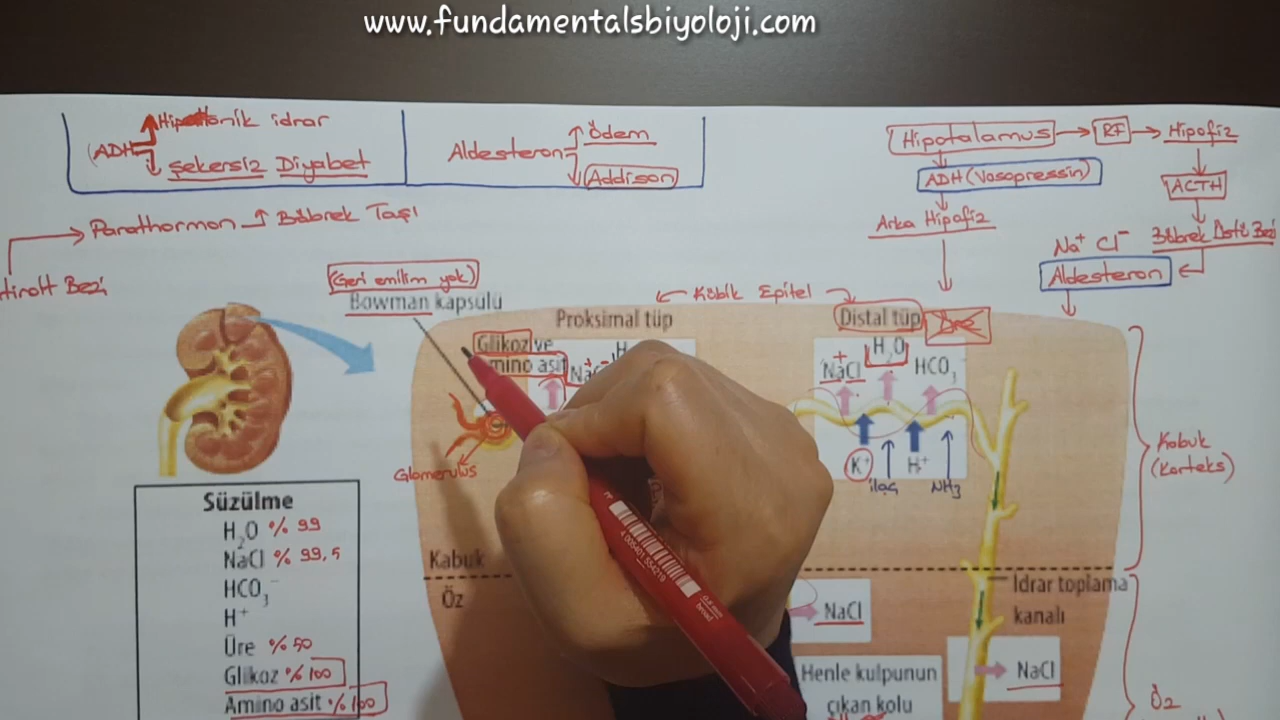 www.fundamentalsbiyoloji.com
ADH
tonik idrar
Şekersiz Diyabet
Aldesteron
Ödem
Addison
Parathormon Böbrek Taşı
Bezi
Hipotalamus
RF
Hipofiz
ADH (Vasopressin)
ACTH
Arka Hipofiz
Böbrek Üstü Bezi
Na+ Cl-
Aldesteron
(Geri emilim yok)
Bowman kapsülü
Kübik Epitel
Proksimal tüp
Distal tüp
Glikoz ve
amino asit
H
H2O
NaCl
HCO3
Glomerulus
K+
ilaç
H+
NH3
Kabuk
(Korteks)
Süzülme
H2O % 99
NaCl % 99,5
HCO3-
H+
Üre % 50
Glikoz % 100
Amino asit % 100
Kabuk
Öz
İdrar toplama
kanalı
NaCl
NaCl
Henle kulpunun
çıkan kolu
Öz